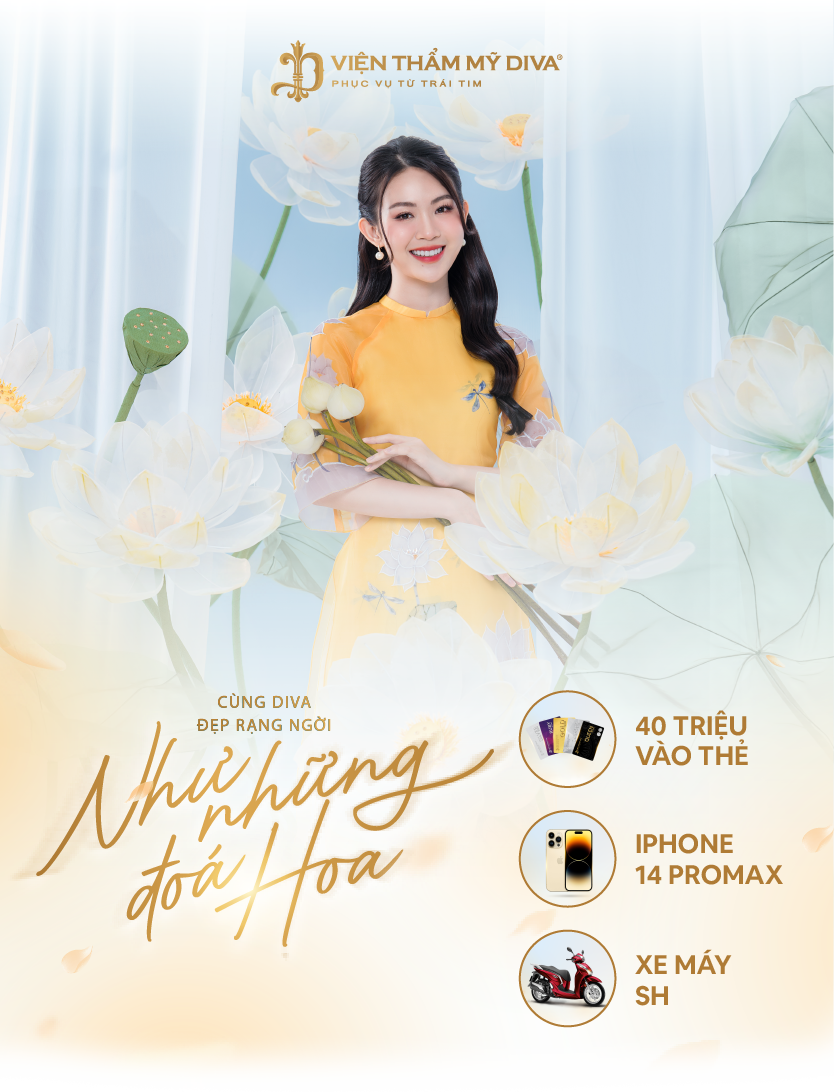 VIỆN THẨM MỸ DIVA®
PHỤC VỤ TỪ TRÁI TIM
CÙNG DIVA
ĐẸP RẠNG NGỜI
Như
những
đoá Hoa
40 TRIỆU
VÀO THẺ
IPHONE
14 PROMAX
XE MÁY
SH